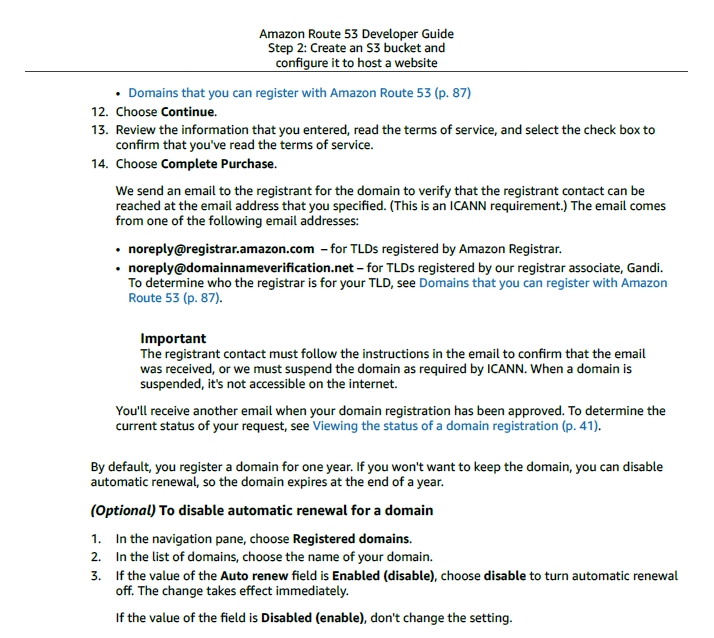 Amazon Route 53 Developer Guide
Step 2: Create an S3 bucket and
configure it to host a website
• Domains that you can register with Amazon Route 53 (p. 87)
12. Choose Continue.
13. Review the information that you entered, read the terms of service, and select the check box to
confirm that you've read the terms of service.
14. Choose Complete Purchase.
We send an email to the registrant for the domain to verify that the registrant contact can be
reached at the email address that you specified. (This is an ICANN requirement.) The email comes
from one of the following email addresses:
• noreply@registrar.amazon.com – for TLDs registered by Amazon Registrar.
• noreply@domainnameverification.net – for TLDs registered by our registrar associate, Gandi.
To determine who the registrar is for your TLD, see Domains that you can register with Amazon
Route 53 (p. 87).
Important
The registrant contact must follow the instructions in the email to confirm that the email
was received, or we must suspend the domain as required by ICANN. When a domain is
suspended, it's not accessible on the internet.
You'll receive another email when your domain registration has been approved. To determine the
current status of your request, see Viewing the status of a domain registration (p. 41).
By default, you register a domain for one year. If you won't want to keep the domain, you can disable
automatic renewal, so the domain expires at the end of a year.
(Optional) To disable automatic renewal for a domain
1. In the navigation pane, choose Registered domains.
2. In the list of domains, choose the name of your domain.
3. If the value of the Auto renew field is Enabled (disable), choose disable to turn automatic renewal
off. The change takes effect immediately.
If the value of the field is Disabled (enable), don't change the setting.